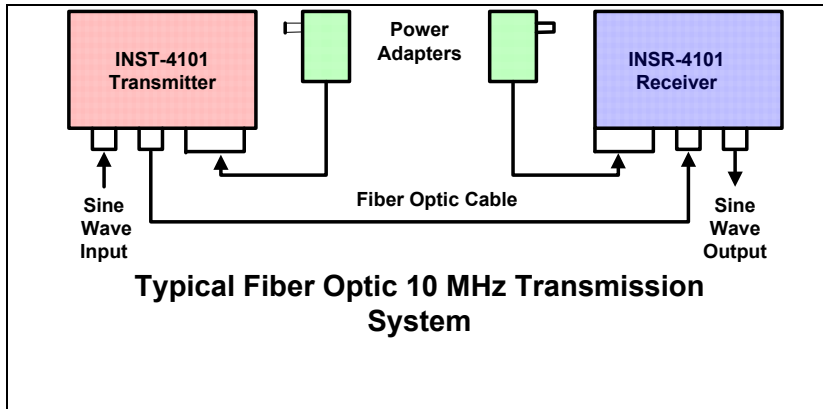 INST-4101
Transmitter
Power
Adapters
INSR-4101
Receiver
Sine
Wave
Input
Fiber Optic Cable
Sine
Wave
Output
Typical Fiber Optic 10 MHz Transmission
System